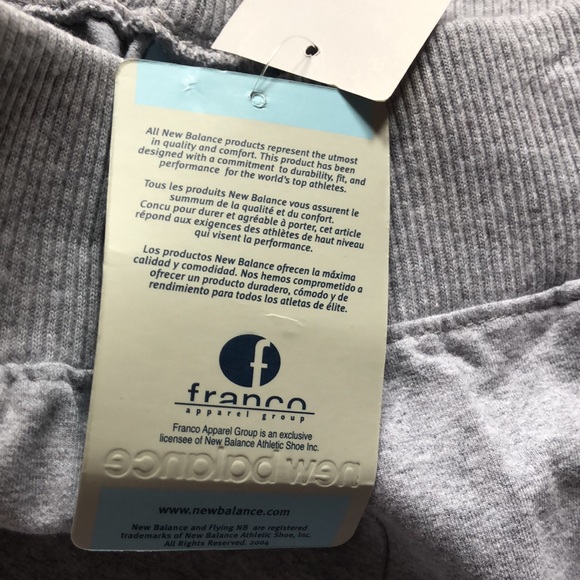 All New Balance products represent the utmost
in quality and comfort. This product has been
designed with a commitment to durability, fit, and
performance for the world's top athletes.
Tous les produits New Balance vous assurent le
summum de la qualité et du confort.
Concu pour durer et agréable à porter, cet article
répond aux exigences des athlètes de haut niveau
qui visent la performance.
Los productos New Balance ofrecen la máxima
calidad y comodidad. Nos hemos comprometido a
ofrecer un producto duradero, cómodo y de
rendimiento para todos los atletas de élite.
f
franco
apparel group
Franco Apparel Group is an exclusive
licensee of New Balance Athletic Shoe Inc.
new balance
www.newbalance.com
New Balance and Flying NB are registered
trademarks of New Balance Athletic Shoe, Inc.
All Rights Reserved. 2004